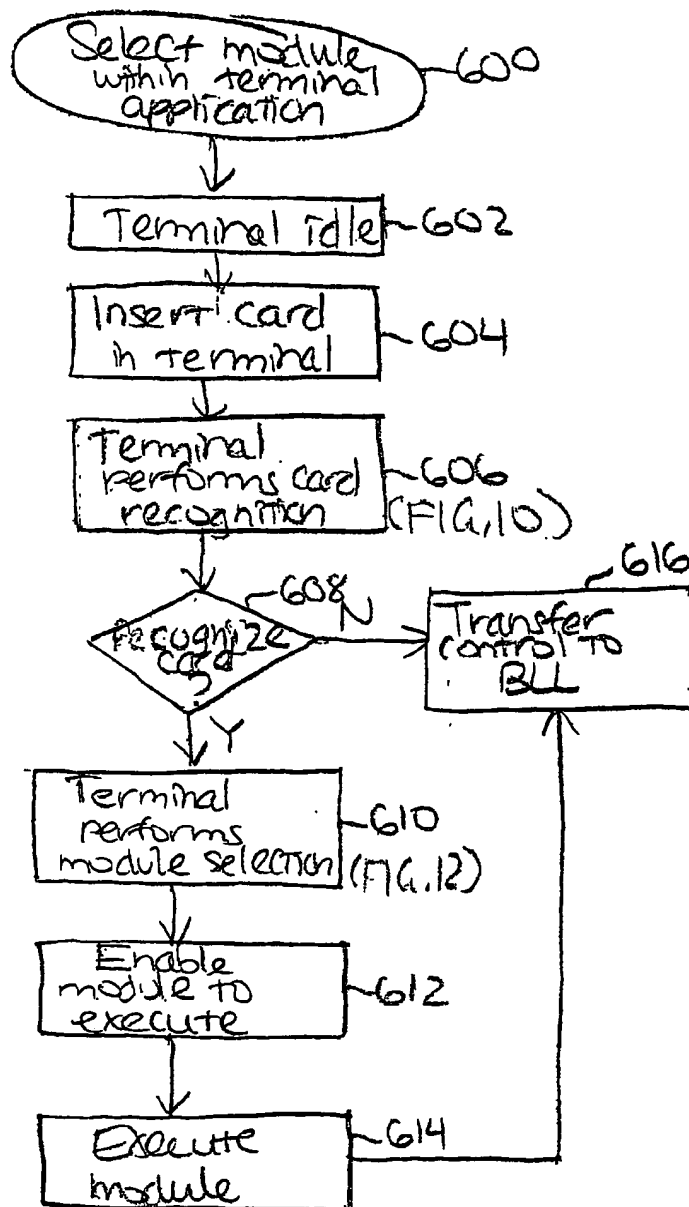 Select module
within terminal
application
600
Terminal idle
602
Insert card
in terminal
604
Terminal
performs card
recognition
606
(FIG.10)
608
Recognize
card
?
N
616
Transfer
control to
BLL
Y
Terminal
performs
module selection
610
(FIG.12)
Enable
module to
execute
612
Execute
module
614